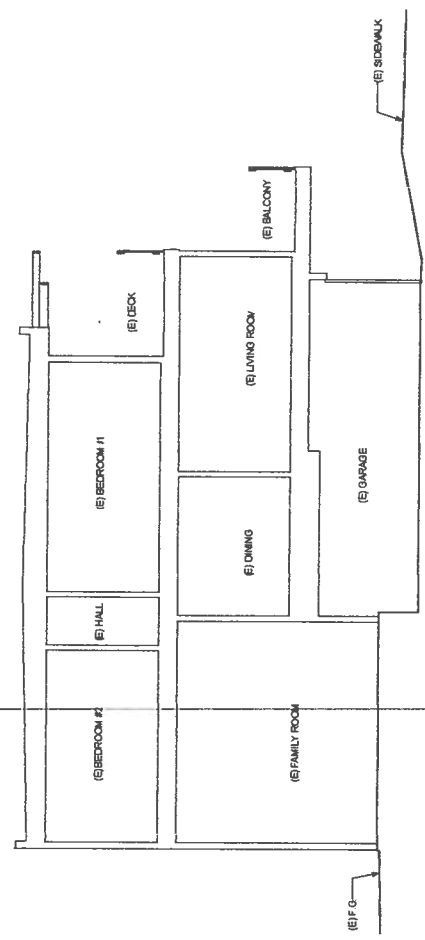 (E) SIDEWALK
(E) BALCONY
(E) DECK
(E) LIVING ROOM
(E) BEDROOM #1
(E) GARAGE
(E) DINING
(E) HALL
(E) BEDROOM #2
(E) FAMILY ROOM
(E) F.G.